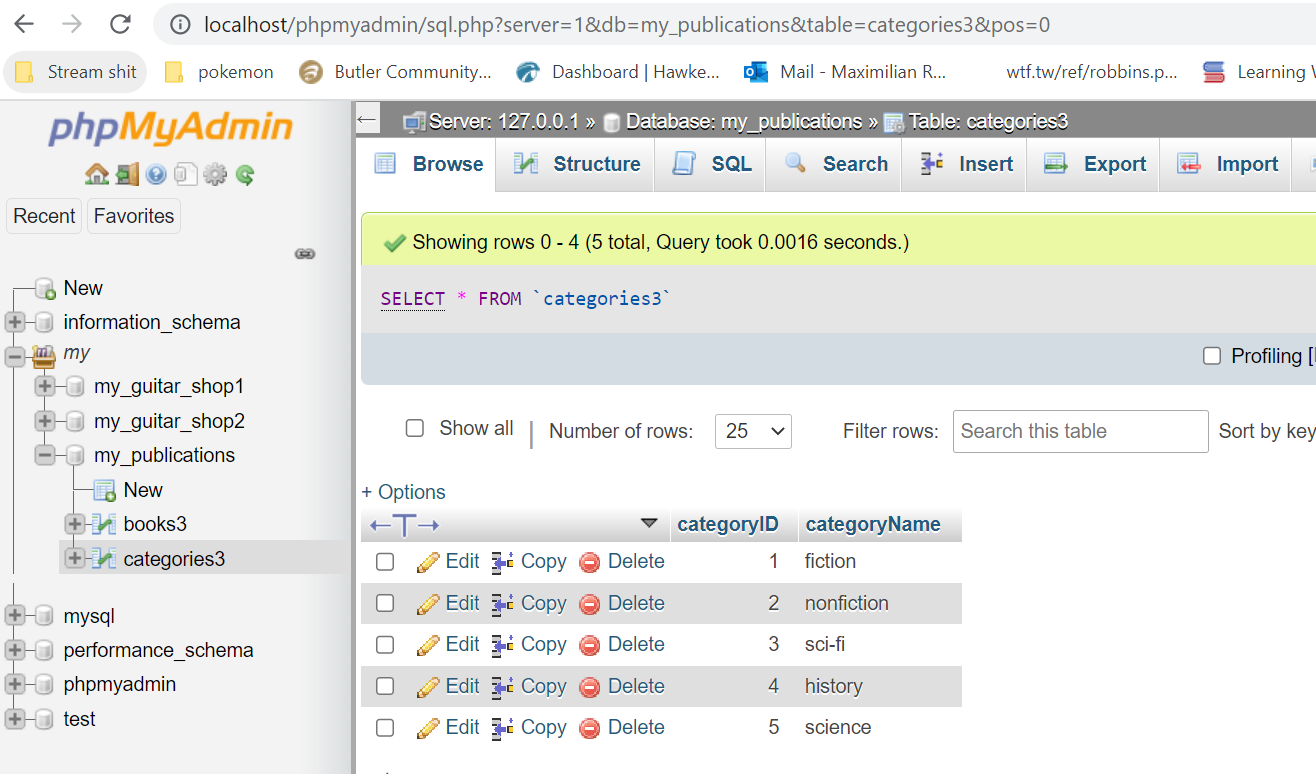 localhost/phpmyadmin/sql.php?server=1&db=my_publications&table=categories3&pos=0
Stream shit pokemon Butler Community... Dashboard | Hawke... Mail - Maximilian R... wtf.tw/ref/robbins.p... Learning
phpMyAdmin
Recent Favorites
New
information_schema
my
my_guitar_shop1
my_guitar_shop2
my_publications
New
books3
categories3
mysql
performance_schema
phpmyadmin
test
Server: 127.0.0.1 » Database: my_publications » Table: categories3
Browse Structure SQL Search Insert Export Import
Showing rows 0 - 4 (5 total, Query took 0.0016 seconds.)
SELECT * FROM `categories3`
Profiling [
Show all | Number of rows: 25 Filter rows: Search this table Sort by key
+ Options
←T→ categoryID categoryName
Edit Copy Delete 1 fiction
Edit Copy Delete 2 nonfiction
Edit Copy Delete 3 sci-fi
Edit Copy Delete 4 history
Edit Copy Delete 5 science